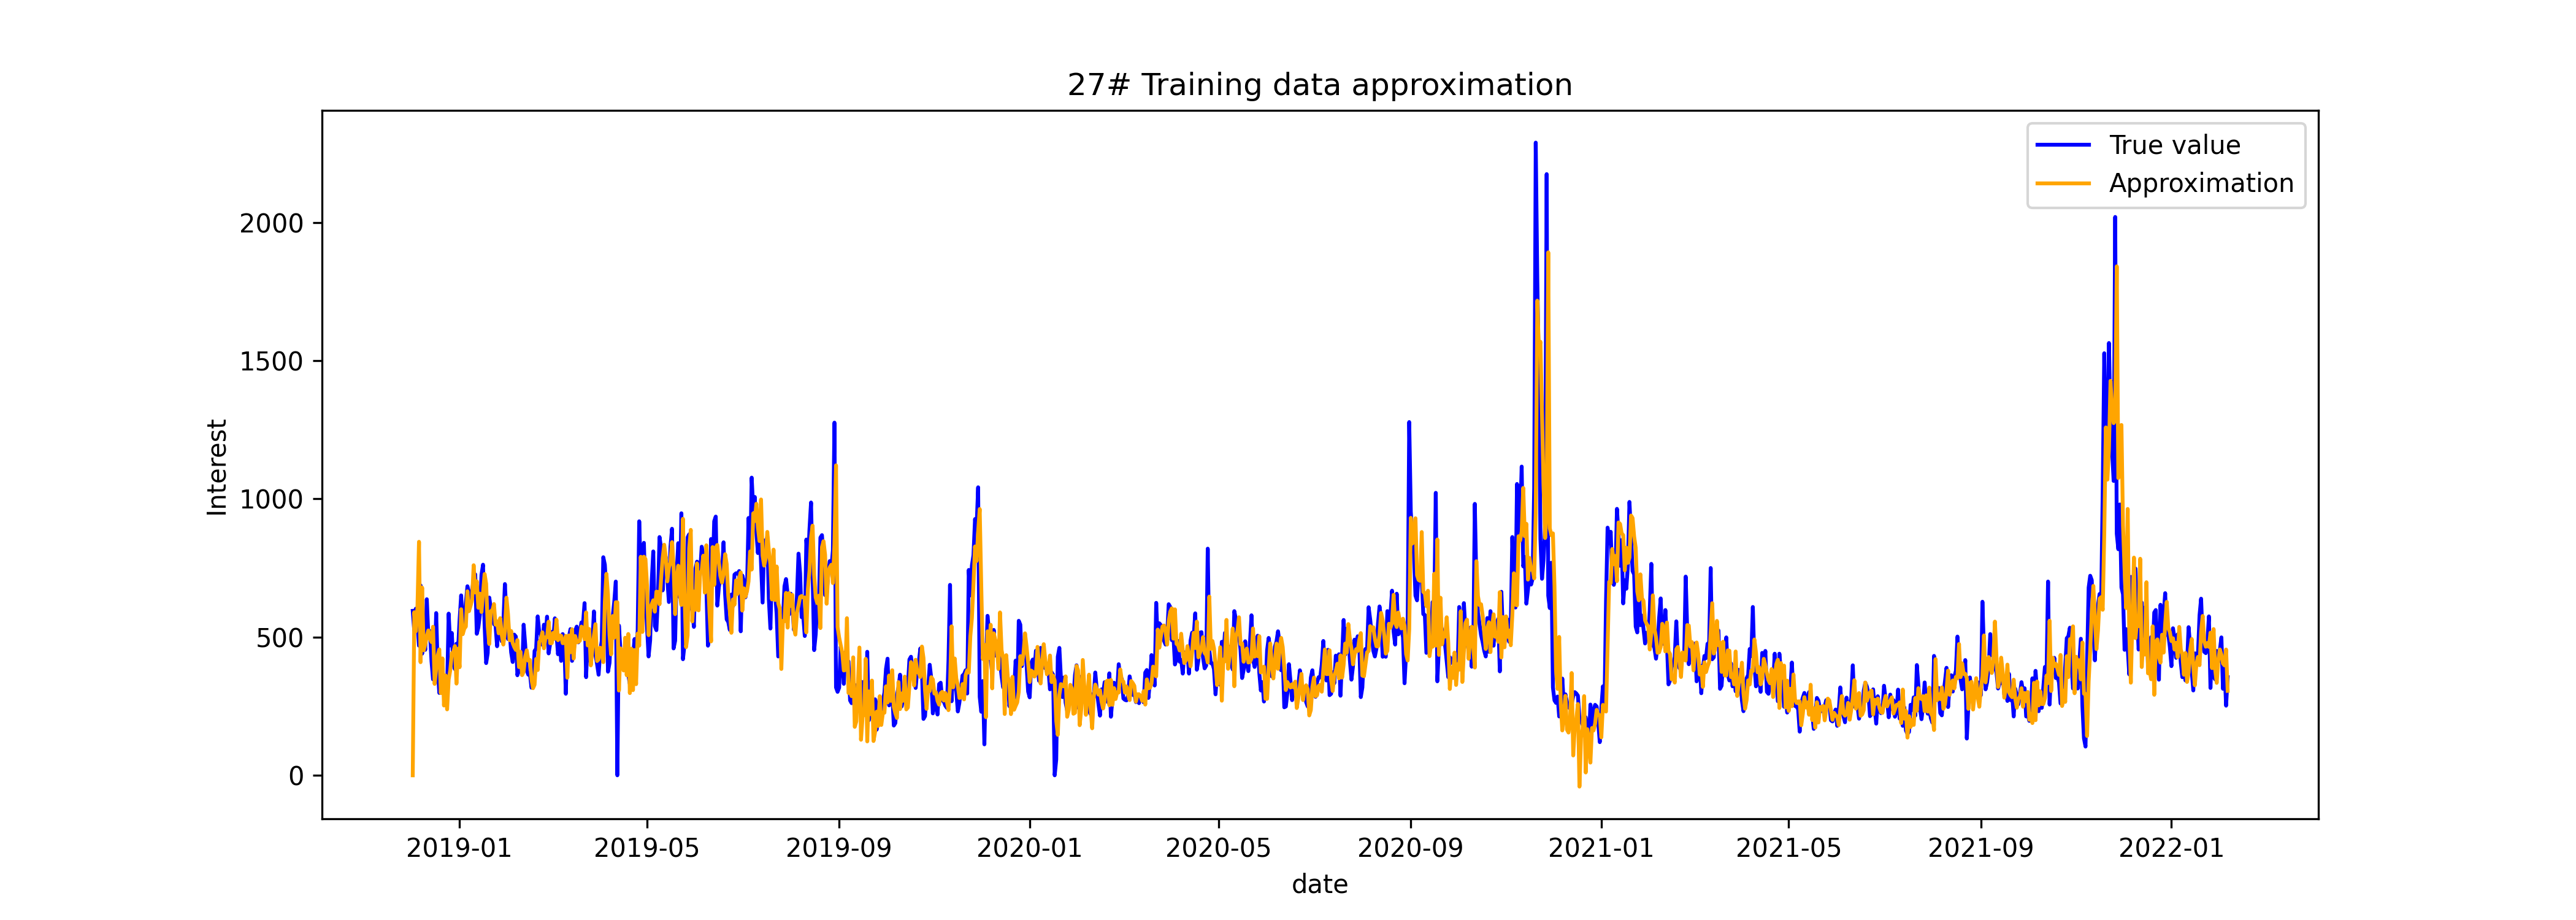 27# Training data approximation
True value
Approximation
Interest
2000
1500
1000
500
0
2019-01 2019-05 2019-09 2020-01 2020-05 2020-09 2021-01 2021-05 2021-09 2022-01
date